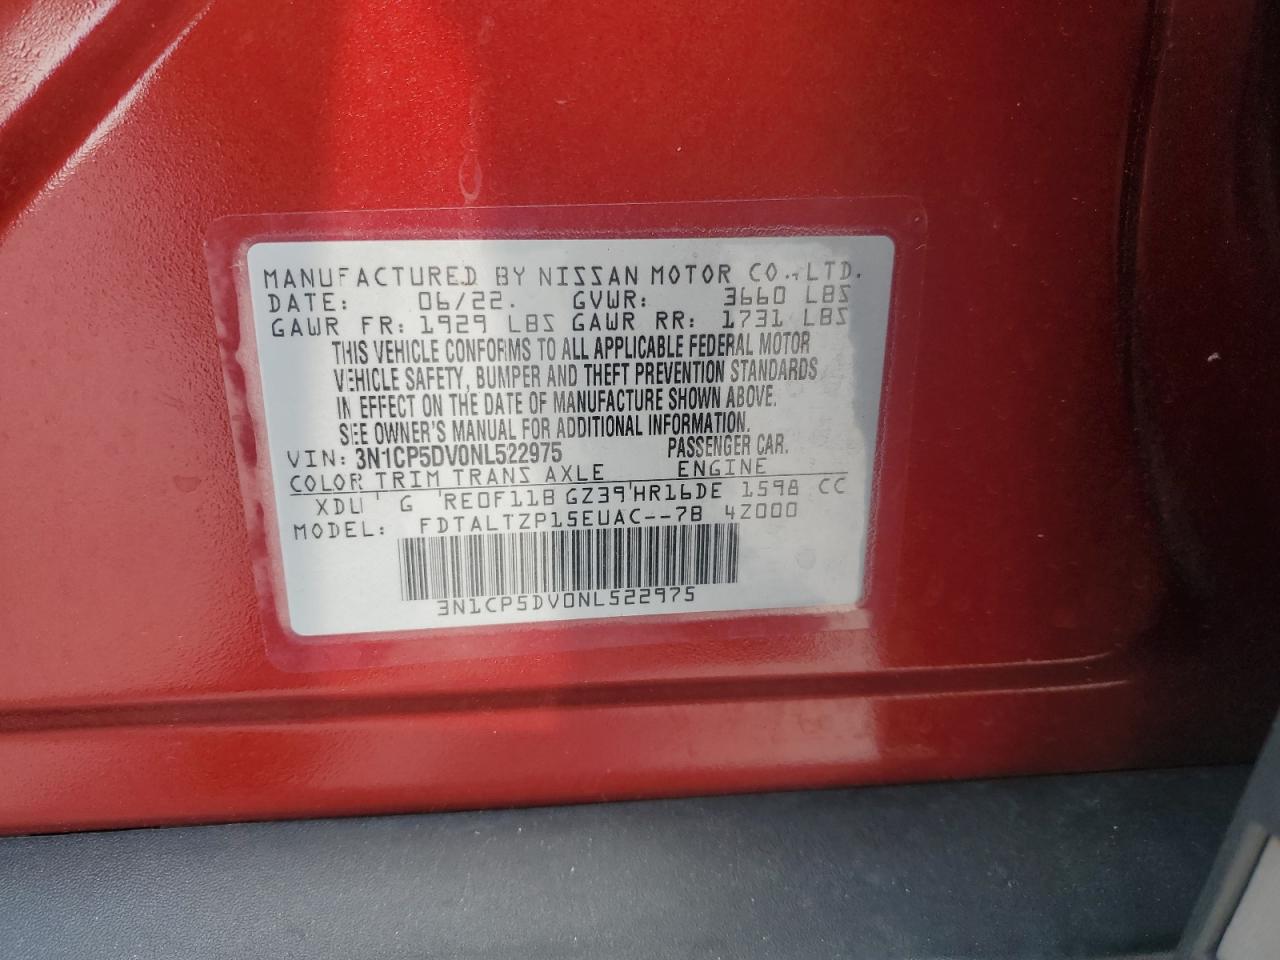 MANUFACTURED BY NISSAN MOTOR CO.,LTD.
DATE: 06/22. GVWR: 3660 LBS
GAWR FR: 1929 LBS GAWR RR: 1731 LBS
THIS VEHICLE CONFORMS TO ALL APPLICABLE FEDERAL MOTOR
VEHICLE SAFETY, BUMPER AND THEFT PREVENTION STANDARDS
IN EFFECT ON THE DATE OF MANUFACTURE SHOWN ABOVE.
SEE OWNER'S MANUAL FOR ADDITIONAL INFORMATION.
VIN: 3N1CP5DV0NL522975 PASSENGER CAR.
COLOR TRIM TRANS AXLE ENGINE
G RE0F11B GZ39 HR16DE 1598 CC
MODEL: FDTALTZP15EUAC--7B 4Z000
3N1CP5DV0NL522975